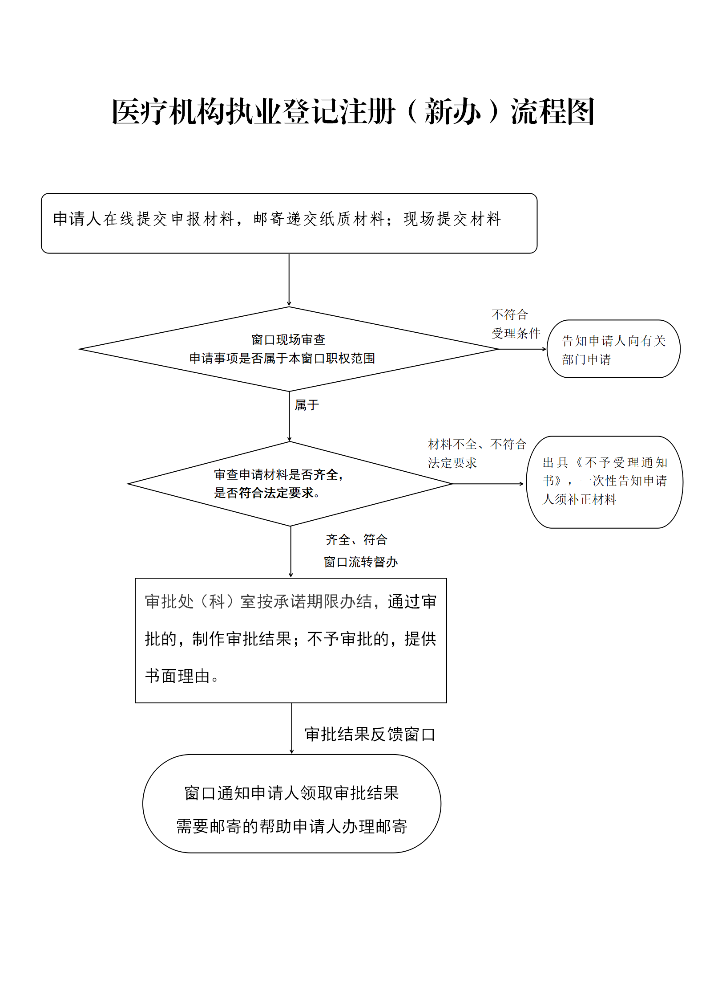 医疗机构执业登记注册（新办）流程图
申请人在线提交申报材料，邮寄递交纸质材料；现场提交材料
不符合
受理条件
窗口现场审查
申请事项是否属于本窗口职权范围
告知申请人向有关
部门申请
属于
材料不全、不符合
法定要求
审查申请材料是否齐全，
是否符合法定要求。
出具《不予受理通知
书》，一次性告知申请
人须补正材料
齐全、符合
窗口流转督办
审批处（科）室按承诺期限办结，通过审
批的，制作审批结果；不予审批的，提供
书面理由。
审批结果反馈窗口
窗口通知申请人领取审批结果
需要邮寄的帮助申请人办理邮寄